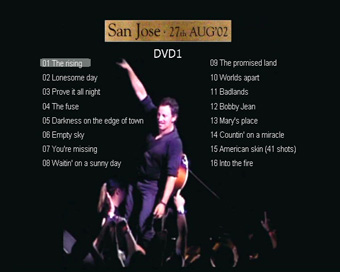 San Jose · 27th AUG'02
DVD1
01 The rising
02 Lonesome day
03 Prove it all night
04 The fuse
05 Darkness on the edge of town
06 Empty sky
07 You're missing
08 Waitin' on a sunny day
09 The promised land
10 Worlds apart
11 Badlands
12 Bobby Jean
13 Mary's place
14 Countin' on a miracle
15 American skin (41 shots)
16 Into the fire